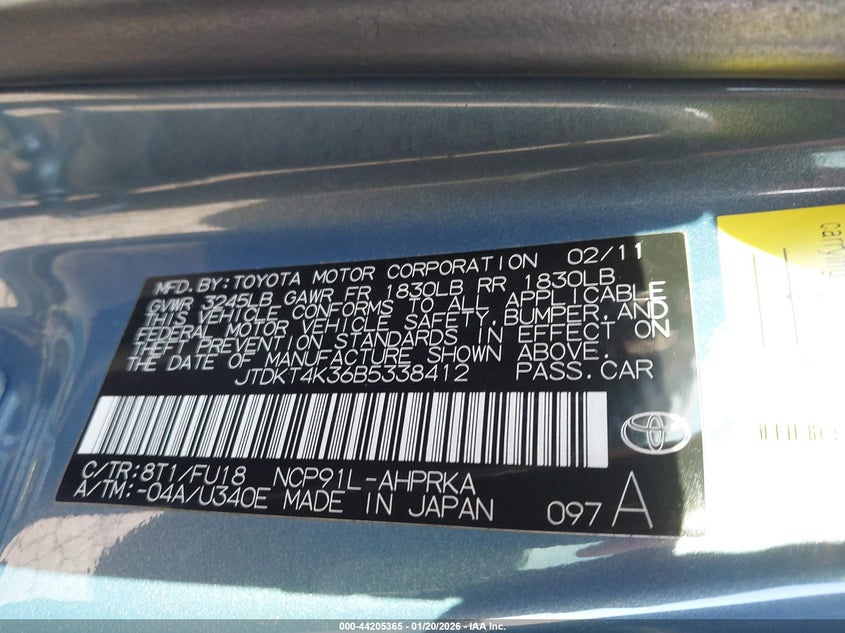 MFD. BY: TOYOTA MOTOR CORPORATION 02/11
GVWR 3245LB GAWR FR 1830LB RR 1830LB
THIS VEHICLE CONFORMS TO ALL APPLICABLE
FEDERAL MOTOR VEHICLE SAFETY, BUMPER, AND
THEFT PREVENTION STANDARDS IN EFFECT ON
THE DATE OF MANUFACTURE SHOWN ABOVE.
JTDKT4K36B5338412 PASS.CAR
C/TR:8T1/FU18 NCP91L-AHPRKA
A/TM:-04A/U340E MADE IN JAPAN 097 A
000-44205365 - 01/20/2026 - IAA Inc.